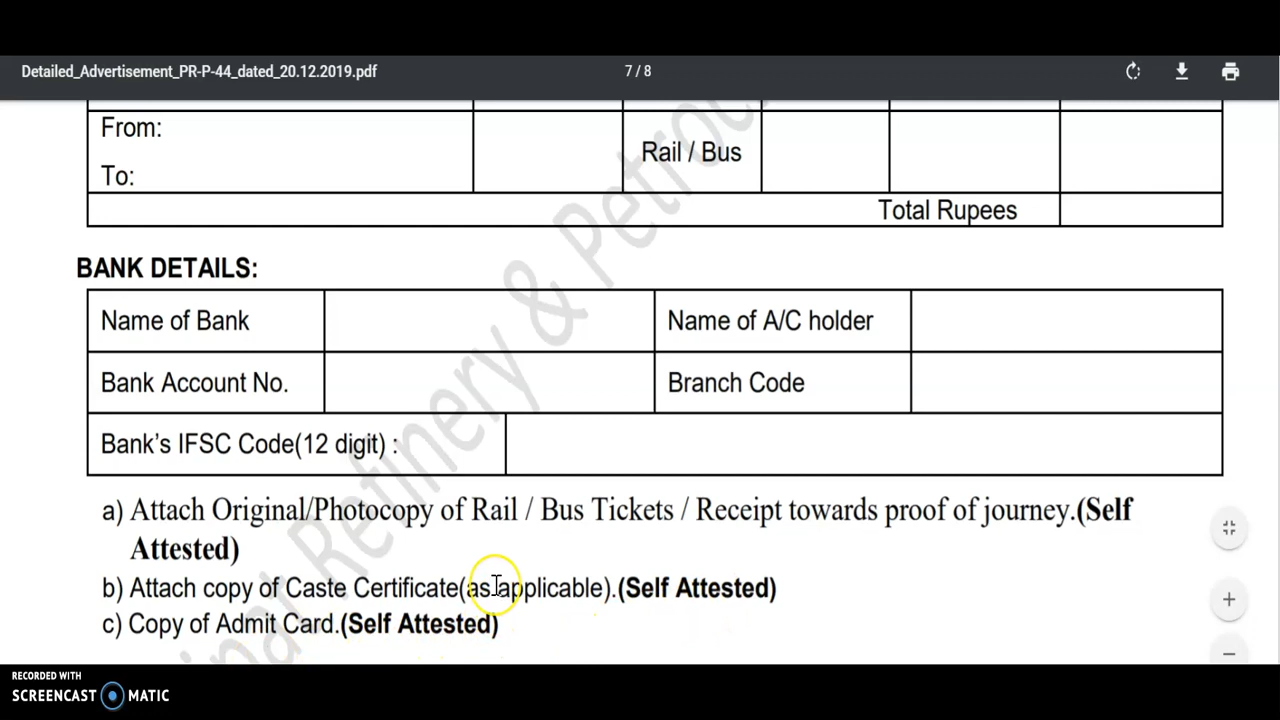 Detailed_Advertisement_PR-P-44_dated_20.12.2019.pdf 7 / 8
From:
To:
Rail / Bus
Total Rupees
BANK DETAILS:
Name of Bank Name of A/C holder
Bank Account No. Branch Code
Bank’s IFSC Code(12 digit) :
a) Attach Original/Photocopy of Rail / Bus Tickets / Receipt towards proof of journey.(Self
Attested)
b) Attach copy of Caste Certificate(as applicable).(Self Attested)
c) Copy of Admit Card.(Self Attested)
Refinery &
RECORDED WITH
SCREENCAST MATIC